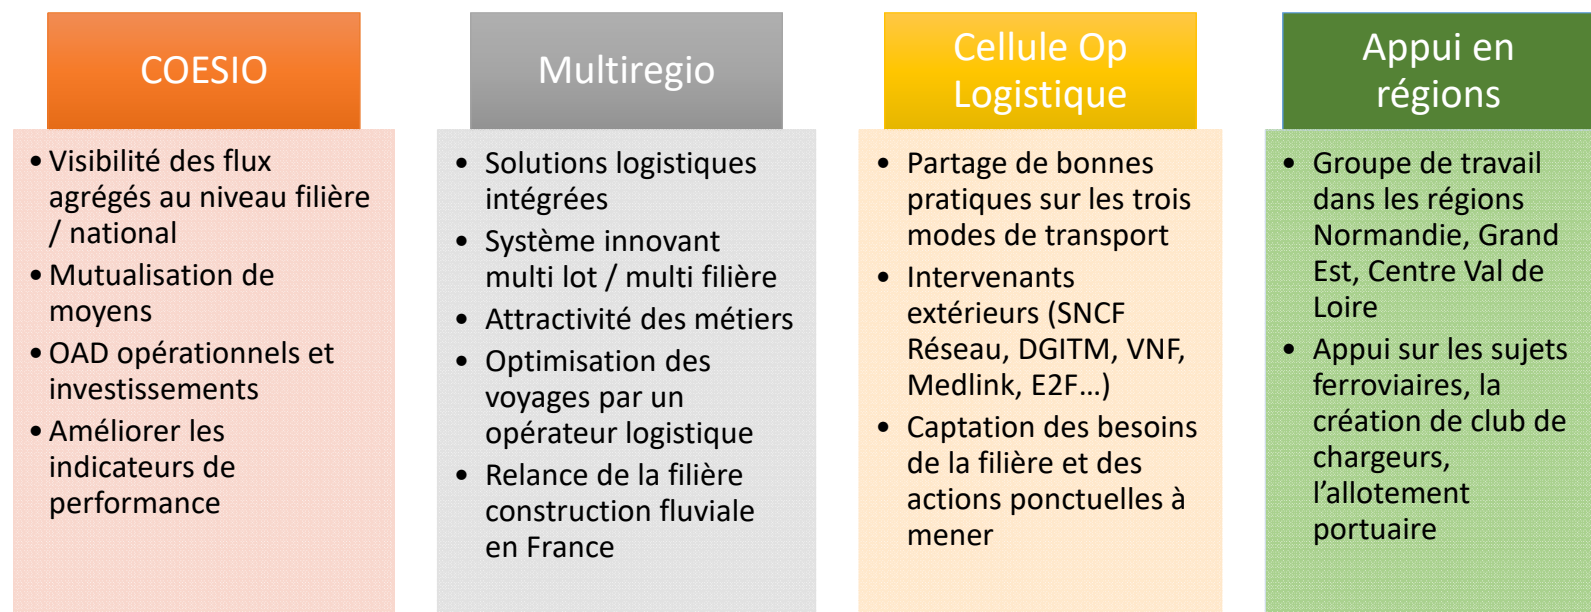 COESIO
• Visibilité des flux
agrégés au niveau filière
/ national
• Mutualisation de
moyens
• OAD opérationnels et
investissements
• Améliorer les
indicateurs de
performance
Multiregio
• Solutions logistiques
intégrées
• Système innovant
multi lot / multi filière
• Attractivité des métiers
• Optimisation des
voyages par un
opérateur logistique
• Relance de la filière
construction fluviale
en France
Cellule Op
Logistique
• Partage de bonnes
pratiques sur les trois
modes de transport
• Intervenants
extérieurs (SNCF
Réseau, DGITM, VNF,
Medlink, E2F…)
• Captation des besoins
de la filière et des
actions ponctuelles à
mener
Appui en
régions
• Groupe de travail
dans les régions
Normandie, Grand
Est, Centre Val de
Loire
• Appui sur les sujets
ferroviaires, la
création de club de
chargeurs,
l’allotement
portuaire